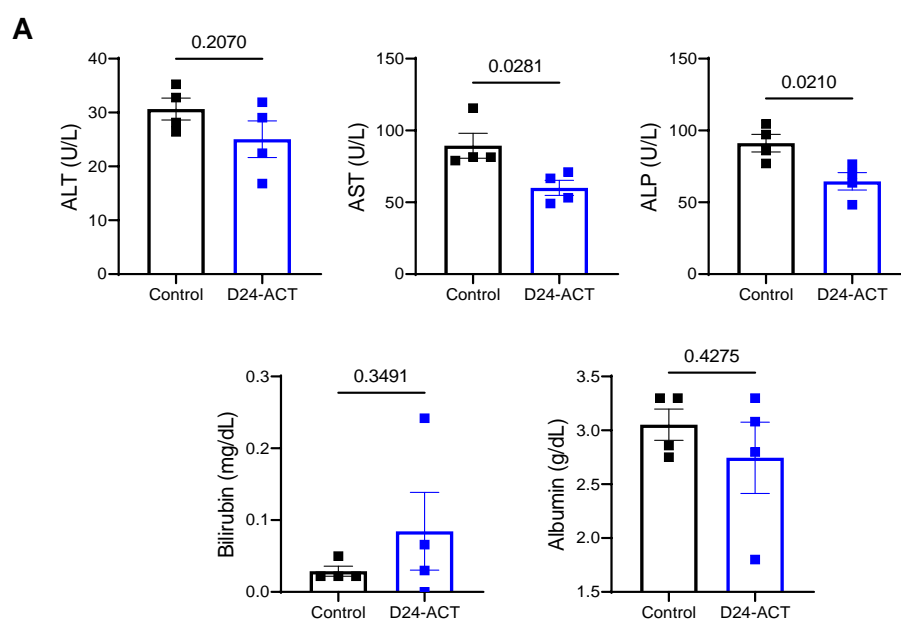 A
0.2070
40
30
20
10
0
ALT (U/L)
Control D24-ACT
0.0281
150
100
50
0
AST (U/L)
Control D24-ACT
0.0210
150
100
50
0
ALP (U/L)
Control D24-ACT
0.3491
0.3
0.2
0.1
0.0
Bilirubin (mg/dL)
Control D24-ACT
0.4275
3.5
3.0
2.5
2.0
1.5
Albumin (g/dL)
Control D24-ACT